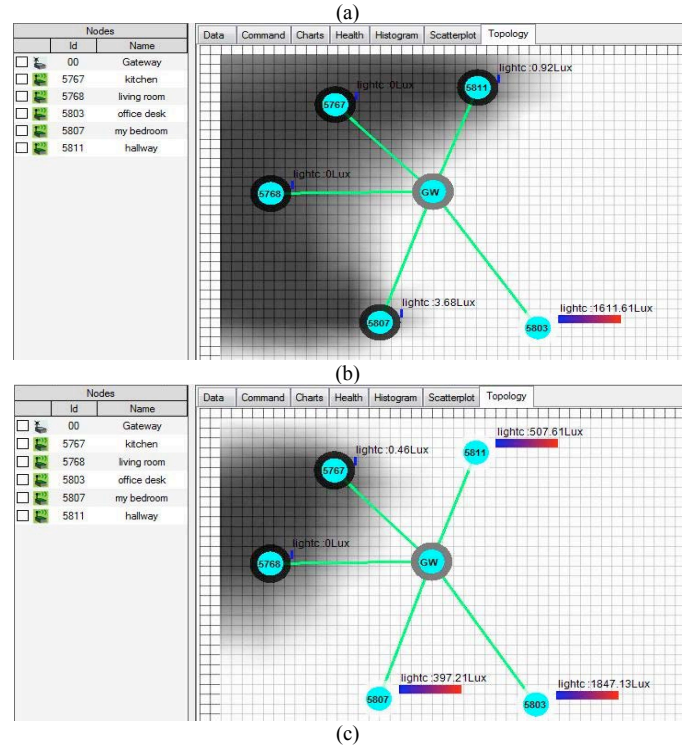 (a)
Nodes
Id Name
00 Gateway
5767 kitchen
5768 living room
5803 office desk
5807 my bedroom
5811 hallway
Data Command Charts Health Histogram Scatterplot Topology
lightc :0Lux
5767
lightc :0.92Lux
5811
lightc :0Lux
5768
GW
lightc :3.68Lux
5807
lightc :1611.61Lux
5803
(b)
Nodes
Id Name
00 Gateway
5767 kitchen
5768 living room
5803 office desk
5807 my bedroom
5811 hallway
Data Command Charts Health Histogram Scatterplot Topology
lightc :507.61Lux
5811
lightc :0.46Lux
5767
lightc :0Lux
5768
GW
lightc :397.21Lux
5807
lightc :1847.13Lux
5803
(c)